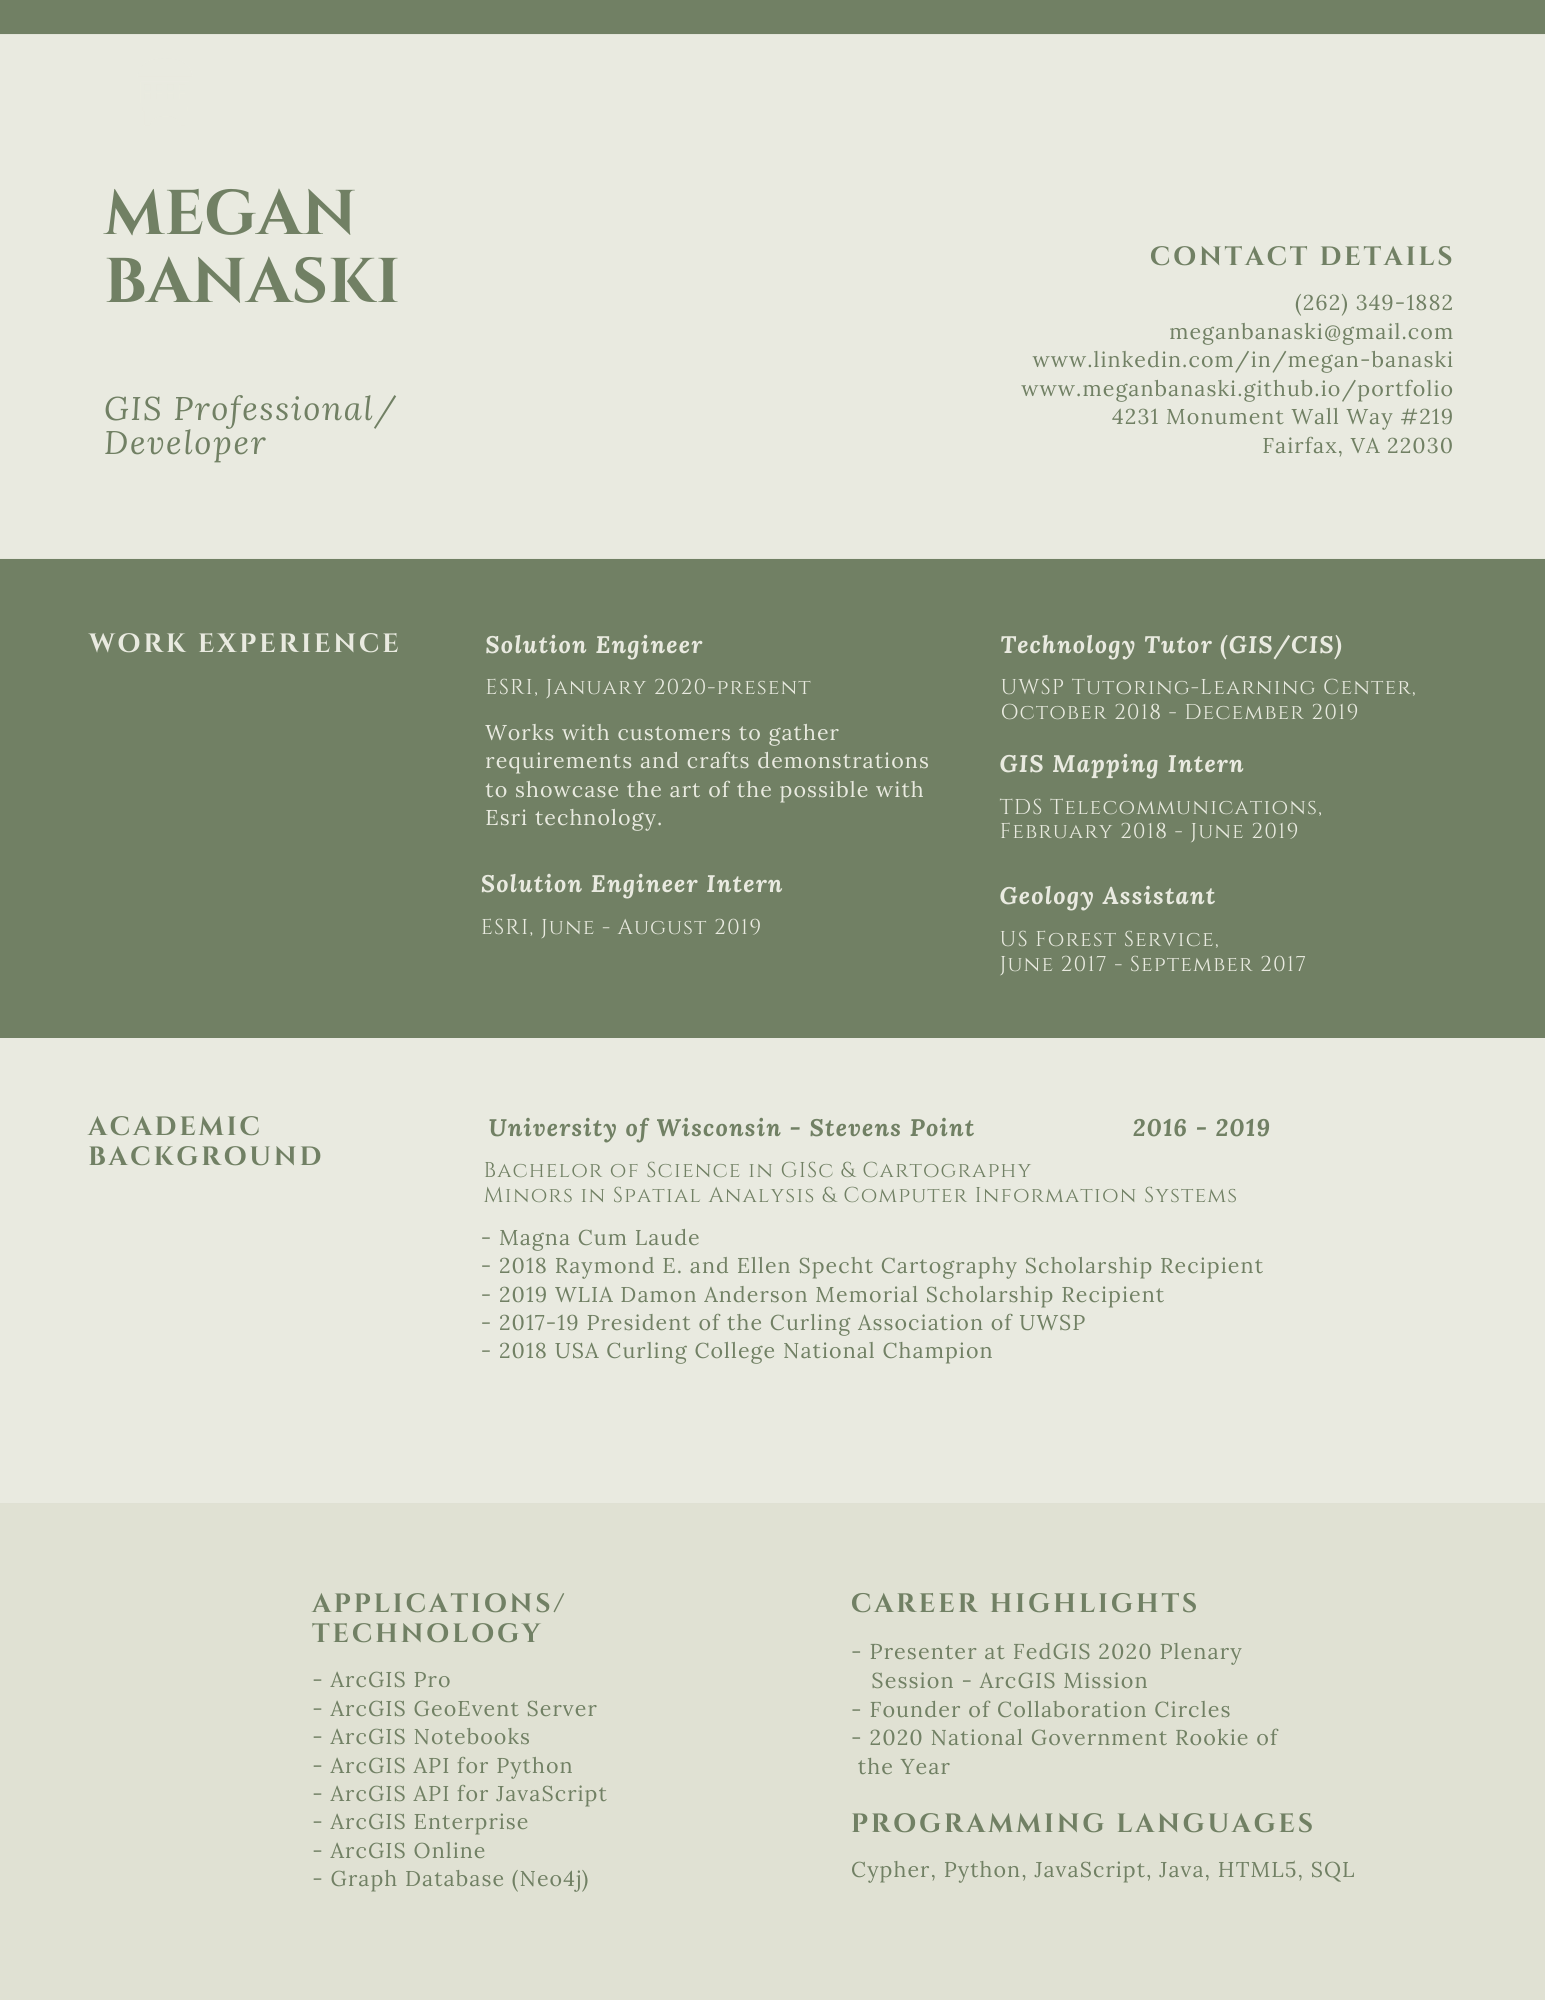 MEGAN
BANASKI
GIS Professional/
Developer
CONTACT DETAILS
(262) 349-1882
meganbanaski@gmail.com
www.linkedin.com/in/megan-banaski
www.meganbanaski.github.io/portfolio
4231 Monument Wall Way #219
Fairfax, VA 22030
WORK EXPERIENCE
Solution Engineer
ESRI, January 2020-present
Works with customers to gather
requirements and crafts demonstrations
to showcase the art of the possible with
Esri technology.
Solution Engineer Intern
ESRI, June - August 2019
Technology Tutor (GIS/CIS)
UWSP Tutoring-Learning Center,
October 2018 - December 2019
GIS Mapping Intern
TDS Telecommunications,
February 2018 - June 2019
Geology Assistant
US Forest Service,
June 2017 - September 2017
ACADEMIC
BACKGROUND
University of Wisconsin - Stevens Point 2016 - 2019
Bachelor of Science in GISc & Cartography
Minors in Spatial Analysis & Computer Information Systems
- Magna Cum Laude
- 2018 Raymond E. and Ellen Specht Cartography Scholarship Recipient
- 2019 WLIA Damon Anderson Memorial Scholarship Recipient
- 2017-19 President of the Curling Association of UWSP
- 2018 USA Curling College National Champion
APPLICATIONS/
TECHNOLOGY
- ArcGIS Pro
- ArcGIS GeoEvent Server
- ArcGIS Notebooks
- ArcGIS API for Python
- ArcGIS API for JavaScript
- ArcGIS Enterprise
- ArcGIS Online
- Graph Database (Neo4j)
CAREER HIGHLIGHTS
- Presenter at FedGIS 2020 Plenary
Session - ArcGIS Mission
- Founder of Collaboration Circles
- 2020 National Government Rookie of
the Year
PROGRAMMING LANGUAGES
Cypher, Python, JavaScript, Java, HTML5, SQL